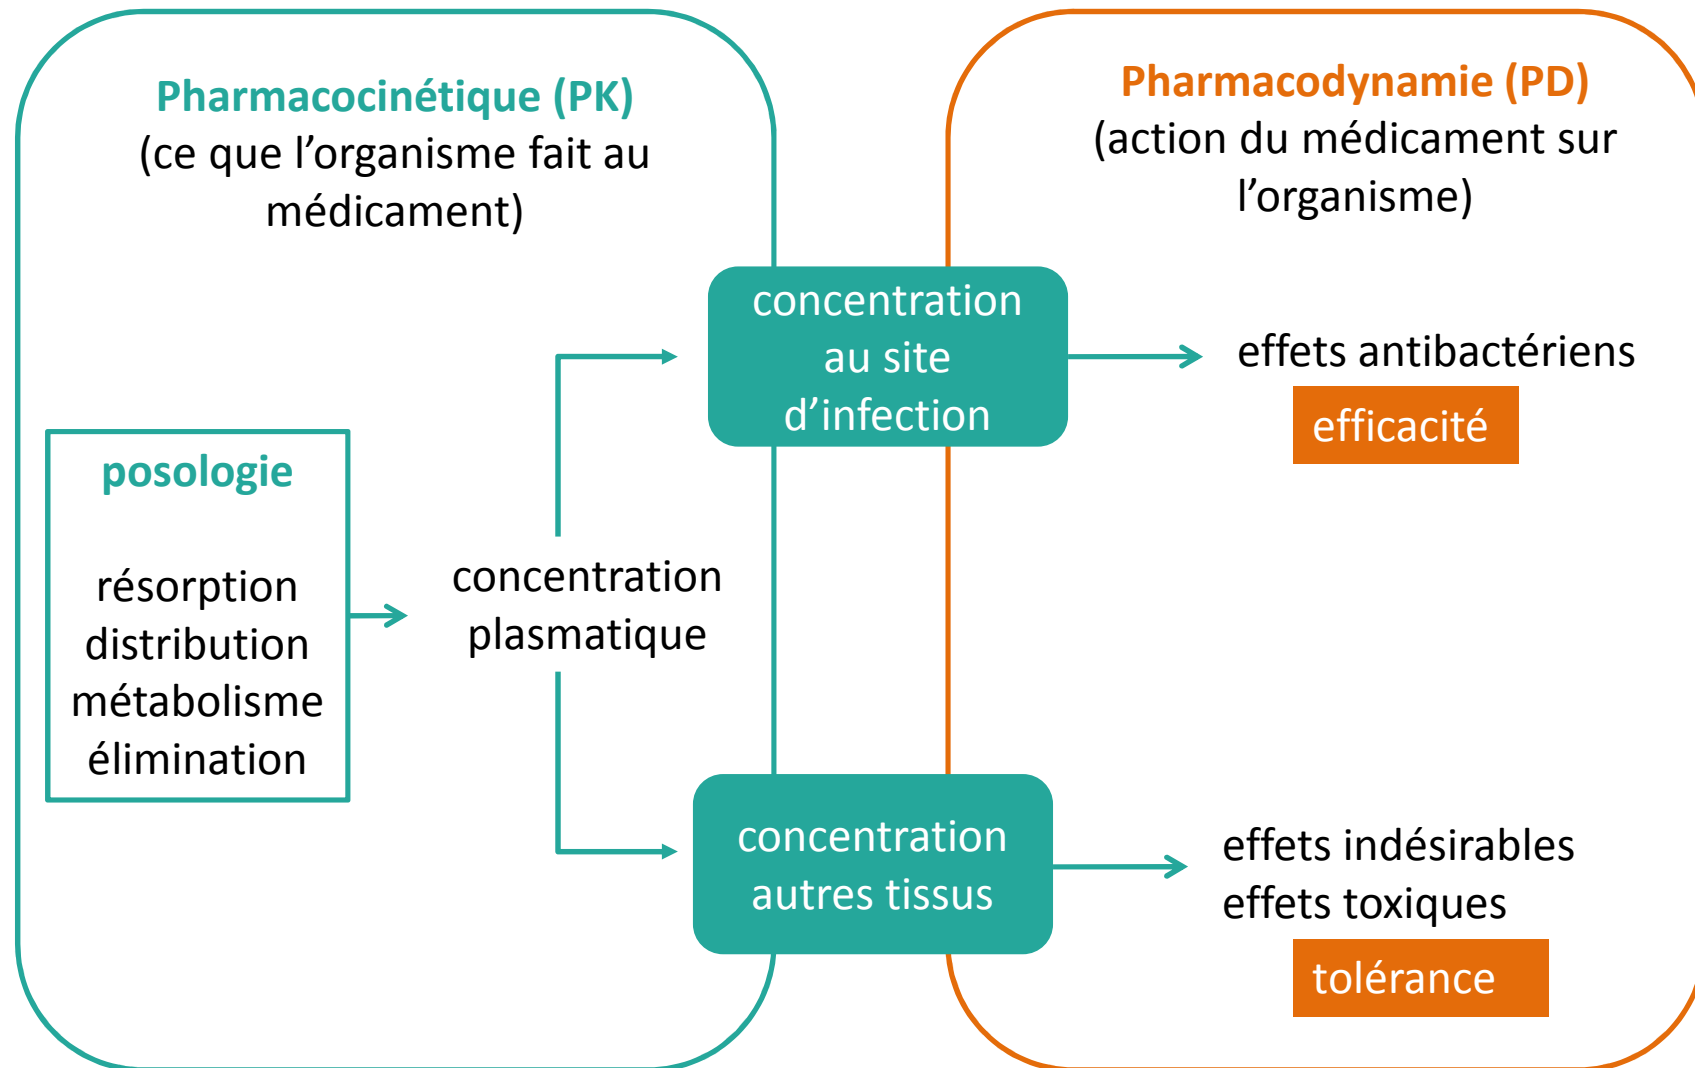 Pharmacocinétique (PK)
(ce que l’organisme fait au
médicament)
Pharmacodynamie (PD)
(action du médicament sur
l’organisme)
posologie
résorption
distribution
métabolisme
élimination
concentration
plasmatique
concentration
au site
d’infection
effets antibactériens
efficacité
concentration
autres tissus
effets indésirables
effets toxiques
tolérance